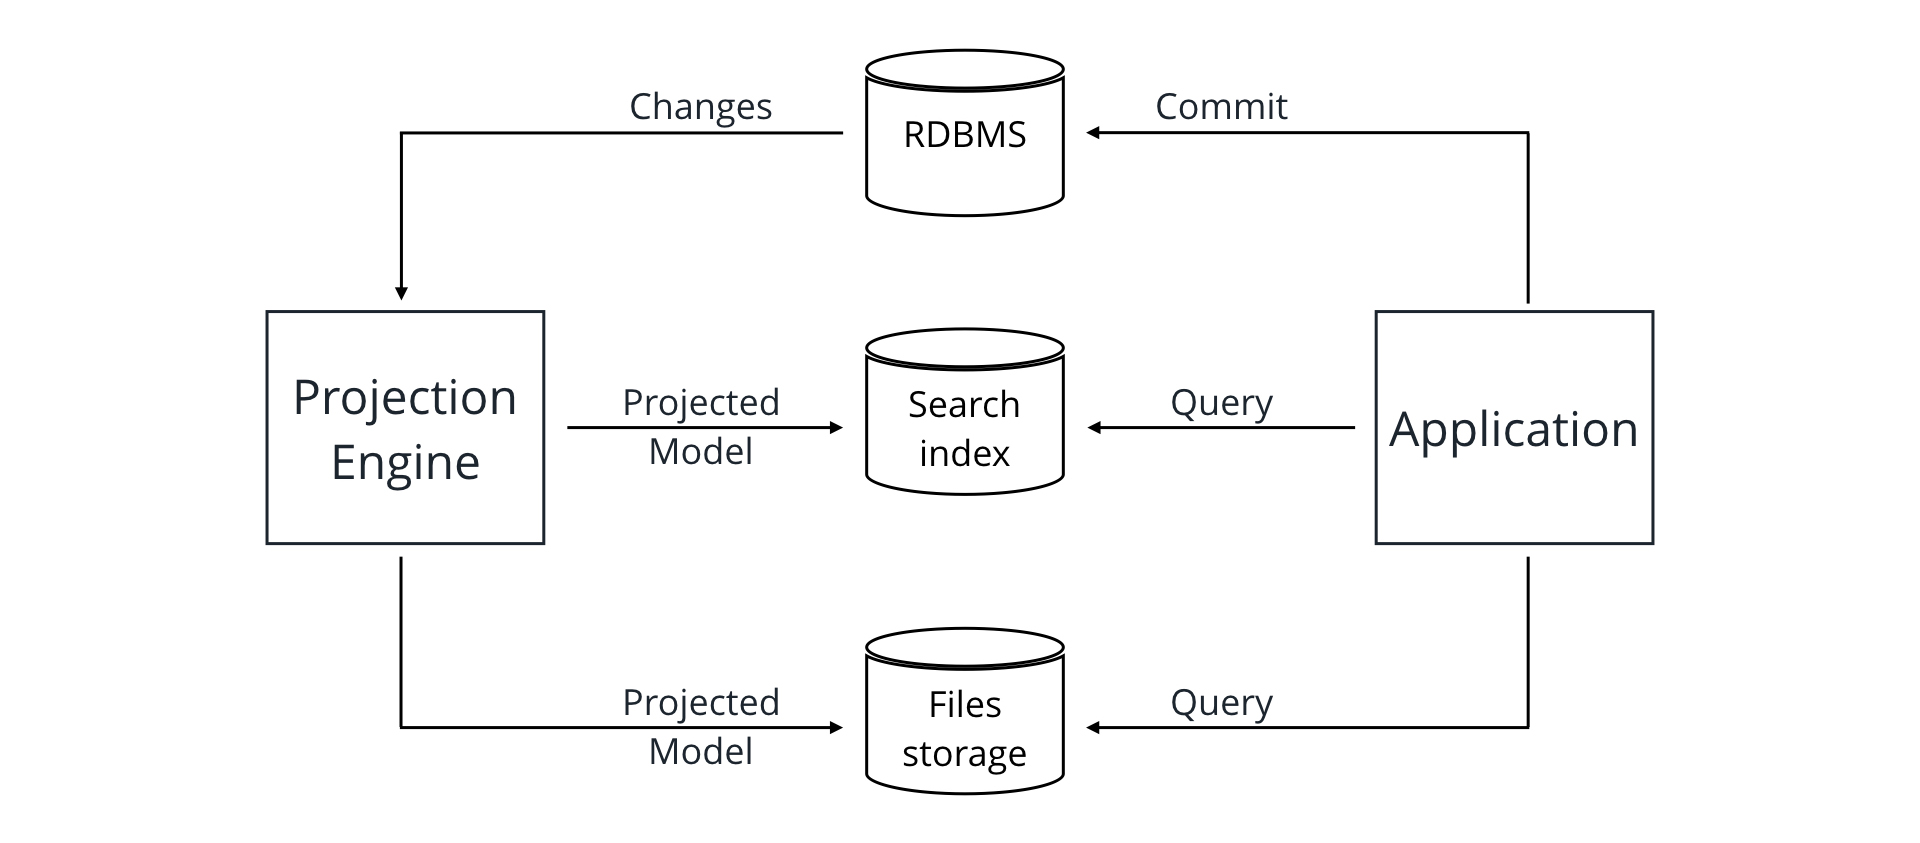 Changes
RDBMS
Commit
Projection
Engine
Projected
Model
Search
index
Query
Application
Projected
Model
Files
storage
Query